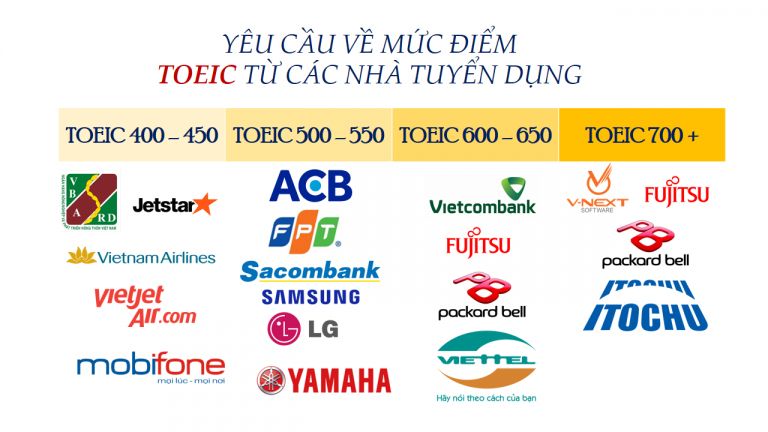 YÊU CẦU VỀ MỨC ĐIỂM
TOEIC TỪ CÁC NHÀ TUYỂN DỤNG
TOEIC 400 – 450
TOEIC 500 – 550
TOEIC 600 – 650
TOEIC 700 +
VBARD
Jetstar
Vietnam Airlines
vietjet
Air.com
mobifone
mọi lúc - mọi nơi
ACB
FPT
Sacombank
SAMSUNG
LG
YAMAHA
Vietcombank
FUJITSU
packard bell
VIETTEL
Hãy nói theo cách của bạn
V-NEXT
SOFTWARE
FUJITSU
packard bell
ITOCHU